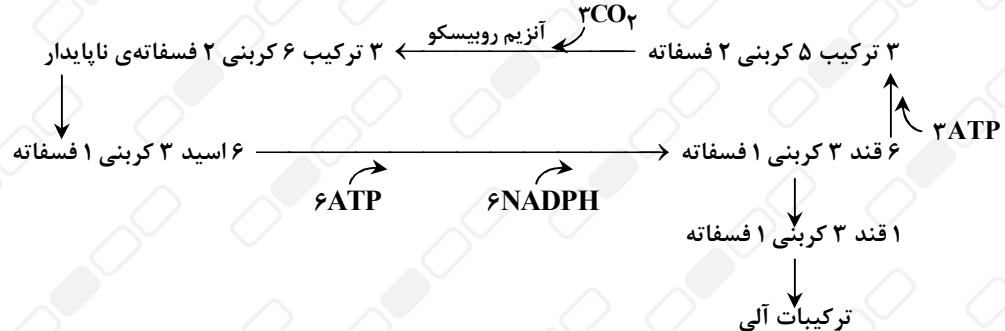 ۳CO۲
آنزیم روبیسکو
۳ ترکیب ۵ کربنی ۲ فسفاته
۳ ترکیب ۶ کربنی ۲ فسفاته‌ی ناپایدار
۳ATP
۶ اسید ۳ کربنی ۱ فسفاته
۶ قند ۳ کربنی ۱ فسفاته
۶ATP
۶NADPH
۱ قند ۳ کربنی ۱ فسفاته
ترکیبات آلی